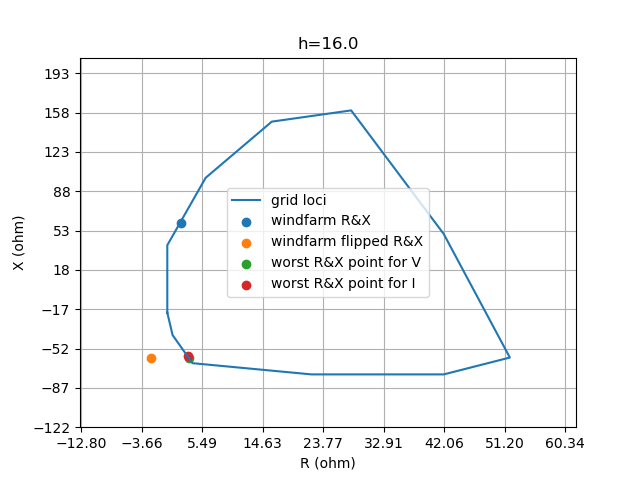 h=16.0
193
158
123
88
53
18
−17
−52
−87
−122
X (ohm)
grid loci
windfarm R&X
windfarm flipped R&X
worst R&X point for V
worst R&X point for I
−12.80 −3.66 5.49 14.63 23.77 32.91 42.06 51.20 60.34
R (ohm)